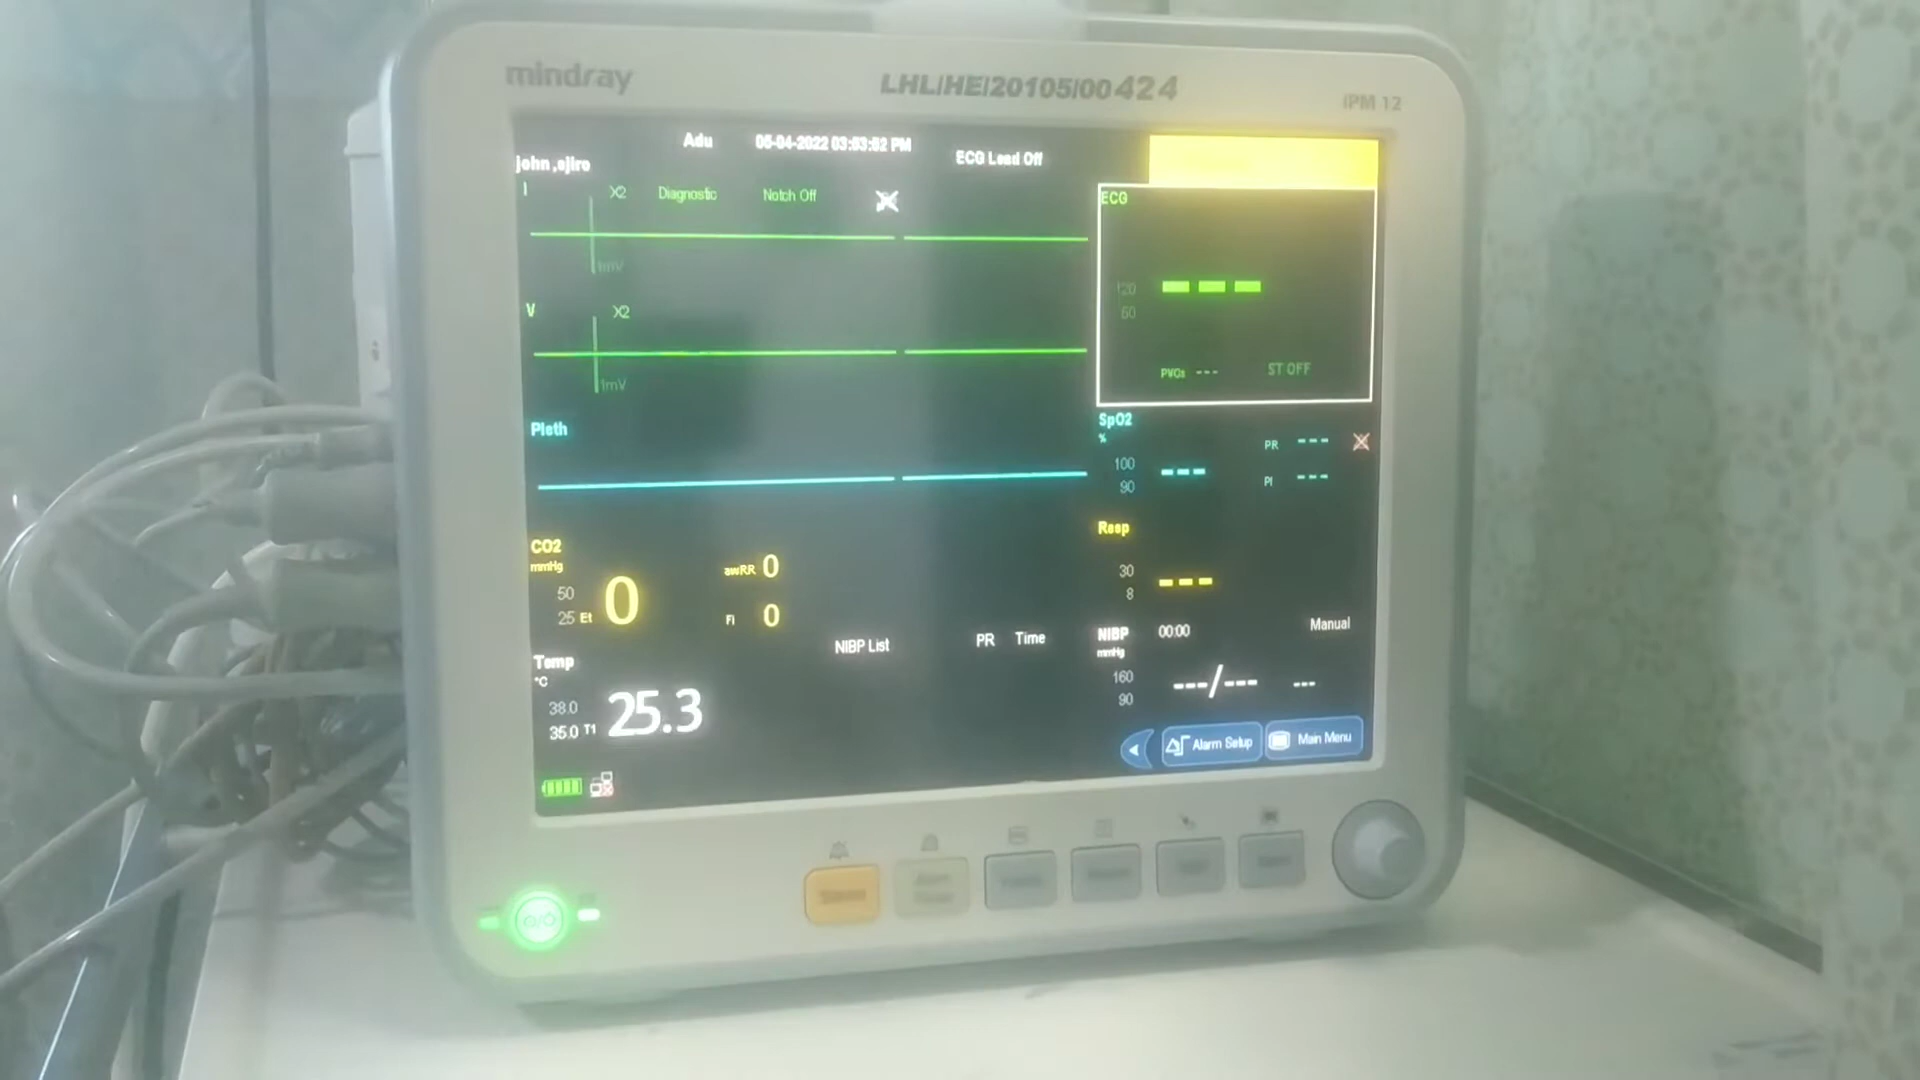 mindray
LHL/HE/20105/00424
iPM 12
Adu
05-04-2022 03:53:02 PM
ECG Lead Off
john ,ejiro
I
X2
Diagnostic
Notch Off
1mV
ECG
120
60
PVCs ---
ST OFF
V
X2
1mV
Pleth
SpO2
%
100
90
---
PR ---
PI ---
CO2
mmHg
50
25 Et
0
awRR 0
Fi 0
Resp
30
8
---
NIBP List
PR
Time
NIBP
mmHg
00:00
Manual
160
90
---/---
---
Temp
°C
38.0
35.0 T1
25.3
Alarm Setup
Main Menu